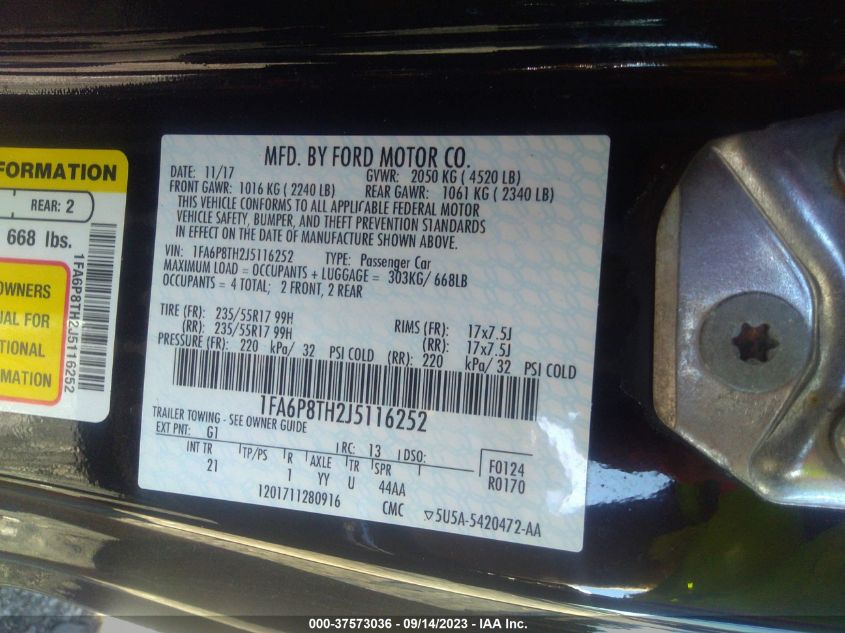 FORMATION
REAR: 2
668 lbs.
OWNERS
UAL FOR
TIONAL
ORMATION
1FA6P8TH2J5116252
MFD. BY FORD MOTOR CO.
DATE: 11/17 GVWR: 2050 KG ( 4520 LB)
FRONT GAWR: 1016 KG ( 2240 LB) REAR GAWR: 1061 KG ( 2340 LB)
THIS VEHICLE CONFORMS TO ALL APPLICABLE FEDERAL MOTOR
VEHICLE SAFETY, BUMPER, AND THEFT PREVENTION STANDARDS
IN EFFECT ON THE DATE OF MANUFACTURE SHOWN ABOVE.
VIN: 1FA6P8TH2J5116252 TYPE: Passenger Car
MAXIMUM LOAD = OCCUPANTS + LUGGAGE = 303KG/ 668LB
OCCUPANTS = 4 TOTAL; 2 FRONT, 2 REAR
TIRE (FR): 235/55R17 99H RIMS (FR): 17x7.5J
(RR): 235/55R17 99H (RR): 17x7.5J
PRESSURE (FR): 220 kPa/ 32 PSI COLD (RR): 220 kPa/ 32 PSI COLD
1FA6P8TH2J5116252
TRAILER TOWING - SEE OWNER GUIDE
EXT PNT: G1 RC: 13 DSO: F0124
INT TR TP/PS R AXLE TR SPR R0170
21 1 YY U 44AA
1201711280916 CMC ▽5U5A-5420472-AA
000-37573036 - 09/14/2023 - IAA Inc.